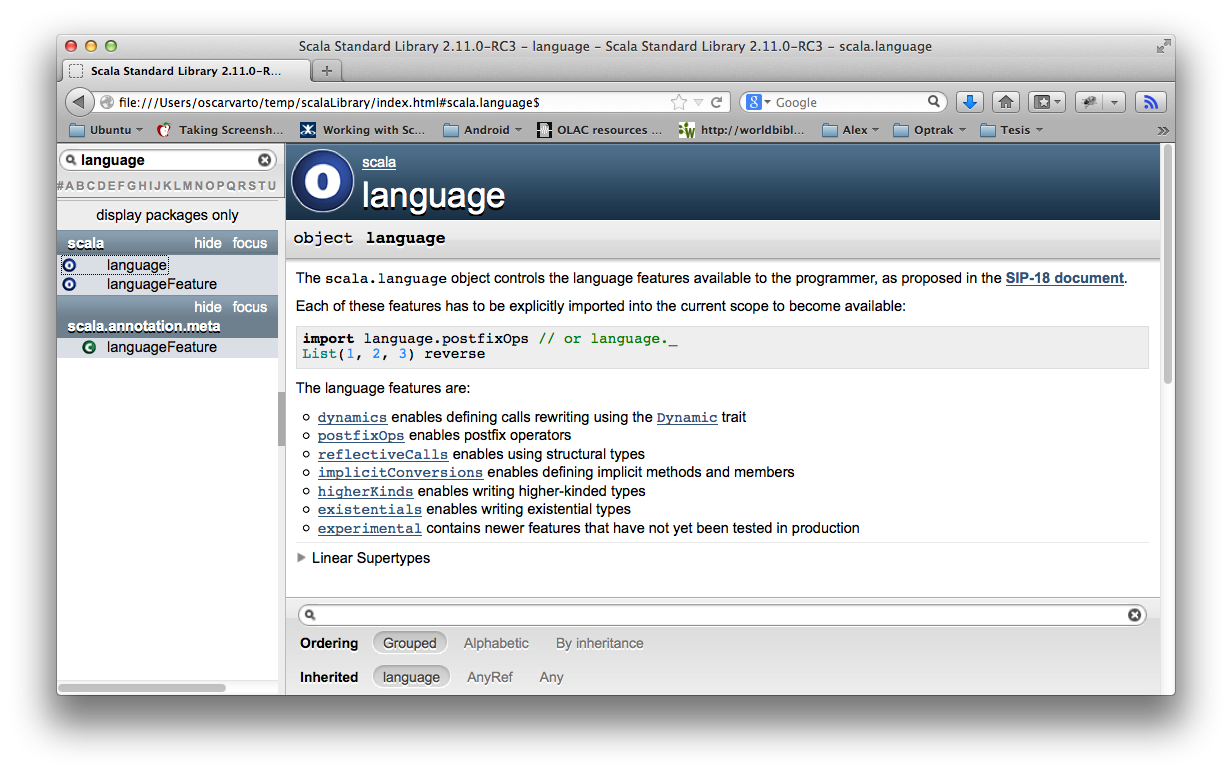 Scala Standard Library 2.11.0-RC3 - language - Scala Standard Library 2.11.0-RC3 - scala.language
Scala Standard Library 2.11.0-R...
file:///Users/oscarvarto/temp/scalaLibrary/index.html#scala.language$
Google
Ubuntu
Taking Screensh...
Working with Sc...
Android
OLAC resources ...
http://worldbibl...
Alex
Optrak
Tesis
language
#ABCDEFGHIJKLMNOPQRSTU
display packages only
scala hide focus
language
languageFeature
hide focus
scala.annotation.meta
languageFeature
scala
language
object language
The scala.language object controls the language features available to the programmer, as proposed in the SIP-18 document.
Each of these features has to be explicitly imported into the current scope to become available:
import language.postfixOps // or language._
List(1, 2, 3) reverse
The language features are:
dynamics enables defining calls rewriting using the Dynamic trait
postfixOps enables postfix operators
reflectiveCalls enables using structural types
implicitConversions enables defining implicit methods and members
higherKinds enables writing higher-kinded types
existentials enables writing existential types
experimental contains newer features that have not yet been tested in production
Linear Supertypes
Ordering Grouped Alphabetic By inheritance
Inherited language AnyRef Any